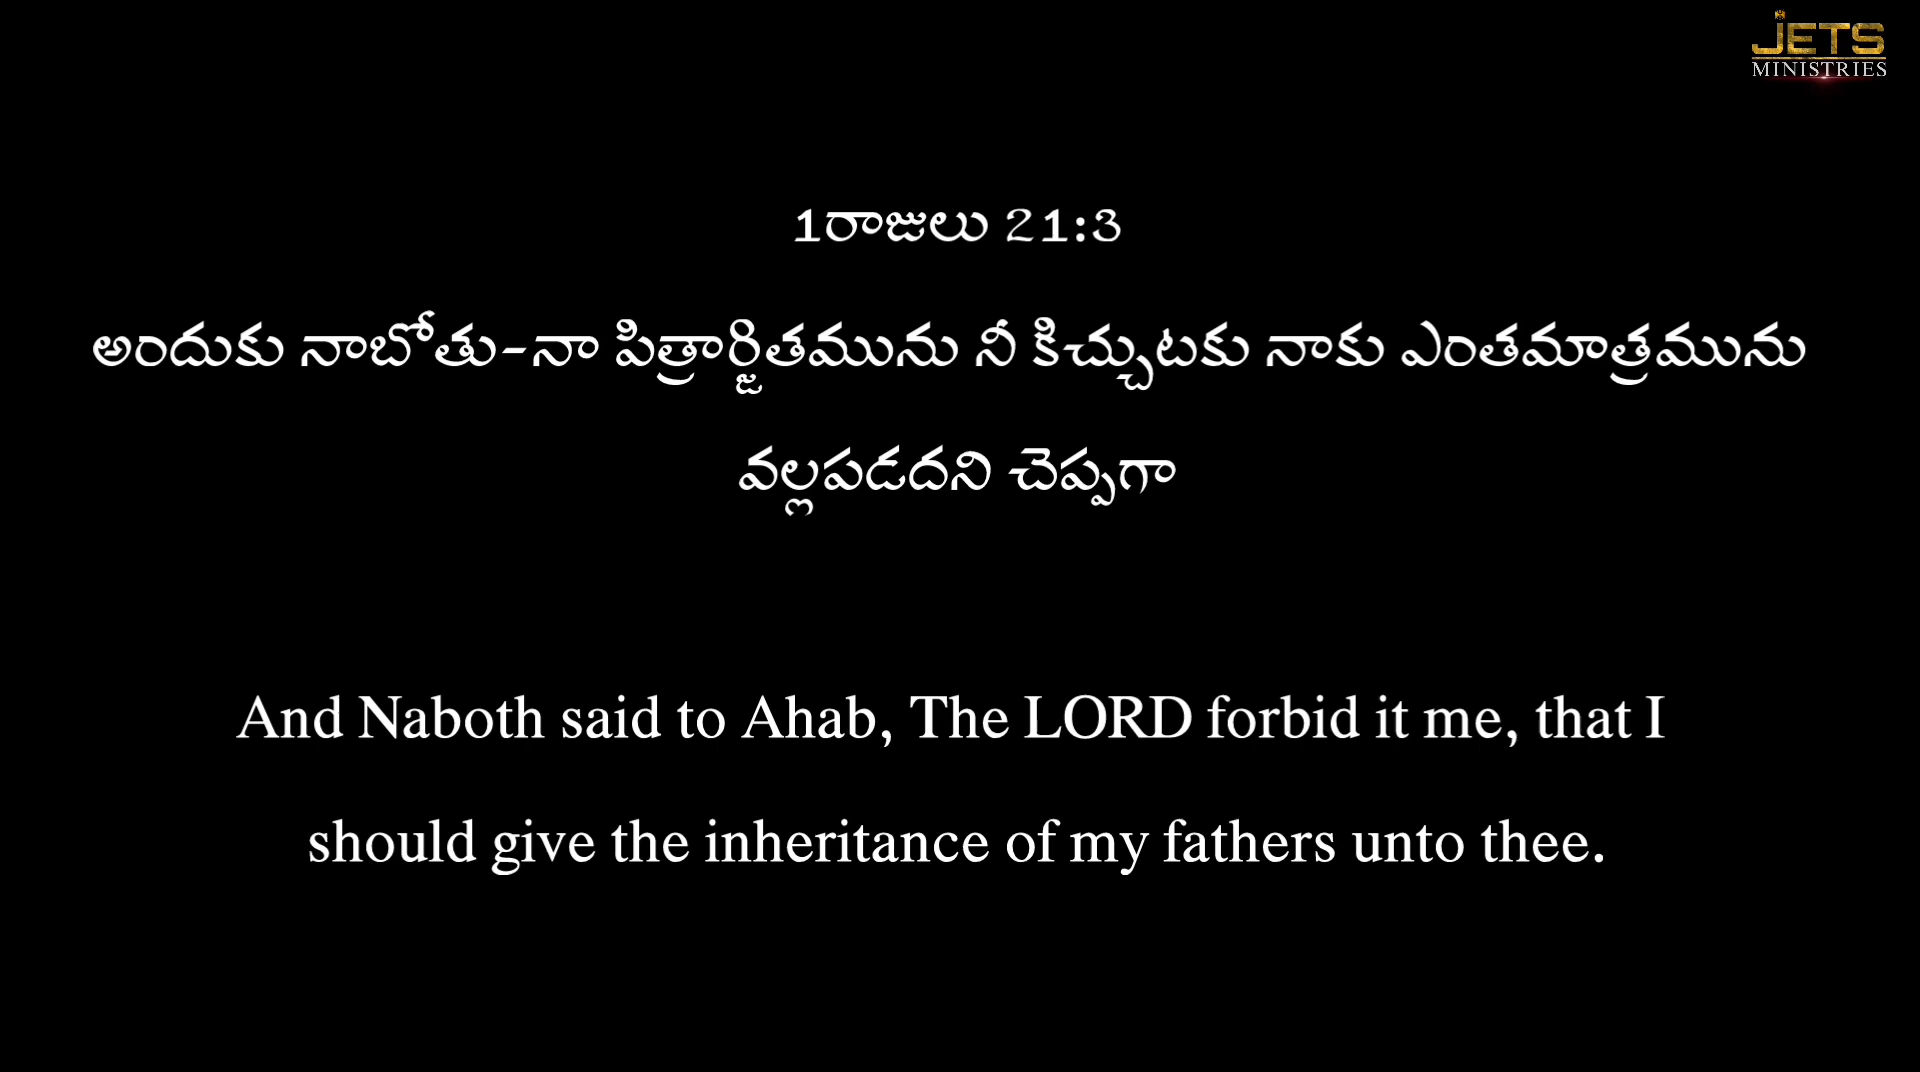 JETS
MINISTRIES
1రాజులు 21:3
అందుకు నాబోతు-నా పిత్రార్జితమును నీ కిచ్చుటకు నాకు ఎంతమాత్రమును
వల్లపడదని చెప్పగా
And Naboth said to Ahab, The LORD forbid it me, that I
should give the inheritance of my fathers unto thee.